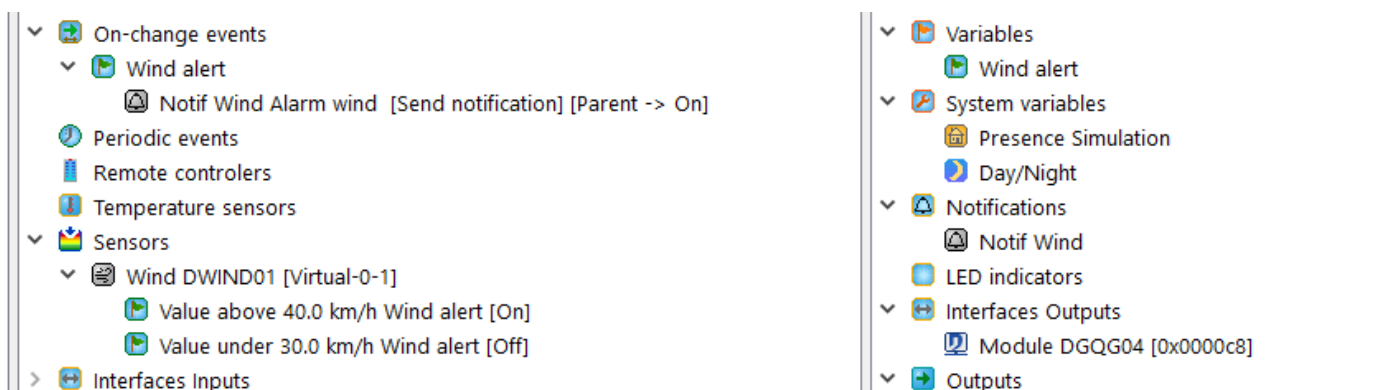 On-change events
Wind alert
Notif Wind Alarm wind [Send notification] [Parent -> On]
Periodic events
Remote controlers
Temperature sensors
Sensors
Wind DWIND01 [Virtual-0-1]
Value above 40.0 km/h Wind alert [On]
Value under 30.0 km/h Wind alert [Off]
Interfaces Inputs
Variables
Wind alert
System variables
Presence Simulation
Day/Night
Notifications
Notif Wind
LED indicators
Interfaces Outputs
Module DGQG04 [0x0000c8]
Outputs